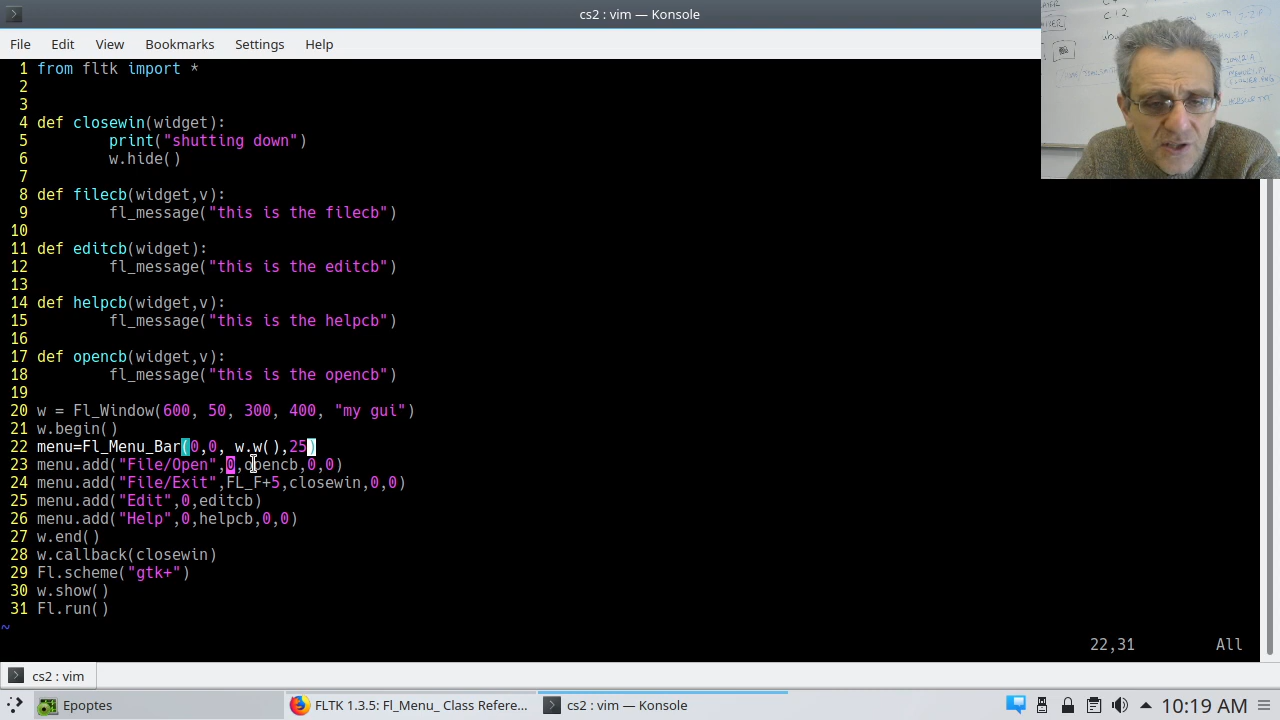 cs2 : vim — Konsole
File Edit View Bookmarks Settings Help
1 from fltk import *
2
3
4 def closewin(widget):
5 print("shutting down")
6 w.hide()
7
8 def filecb(widget,v):
9 fl_message("this is the filecb")
10
11 def editcb(widget):
12 fl_message("this is the editcb")
13
14 def helpcb(widget,v):
15 fl_message("this is the helpcb")
16
17 def opencb(widget,v):
18 fl_message("this is the opencb")
19
20 w = Fl_Window(600, 50, 300, 400, "my gui")
21 w.begin()
22 menu=Fl_Menu_Bar(0,0, w.w(),25)
23 menu.add("File/Open",0,opencb,0,0)
24 menu.add("File/Exit",FL_F+5,closewin,0,0)
25 menu.add("Edit",0,editcb)
26 menu.add("Help",0,helpcb,0,0)
27 w.end()
28 w.callback(closewin)
29 Fl.scheme("gtk+")
30 w.show()
31 Fl.run()
~
22,31 All
cs2 : vim
Epoptes FLTK 1.3.5: Fl_Menu_ Class Refere... cs2 : vim — Konsole 10:19 AM